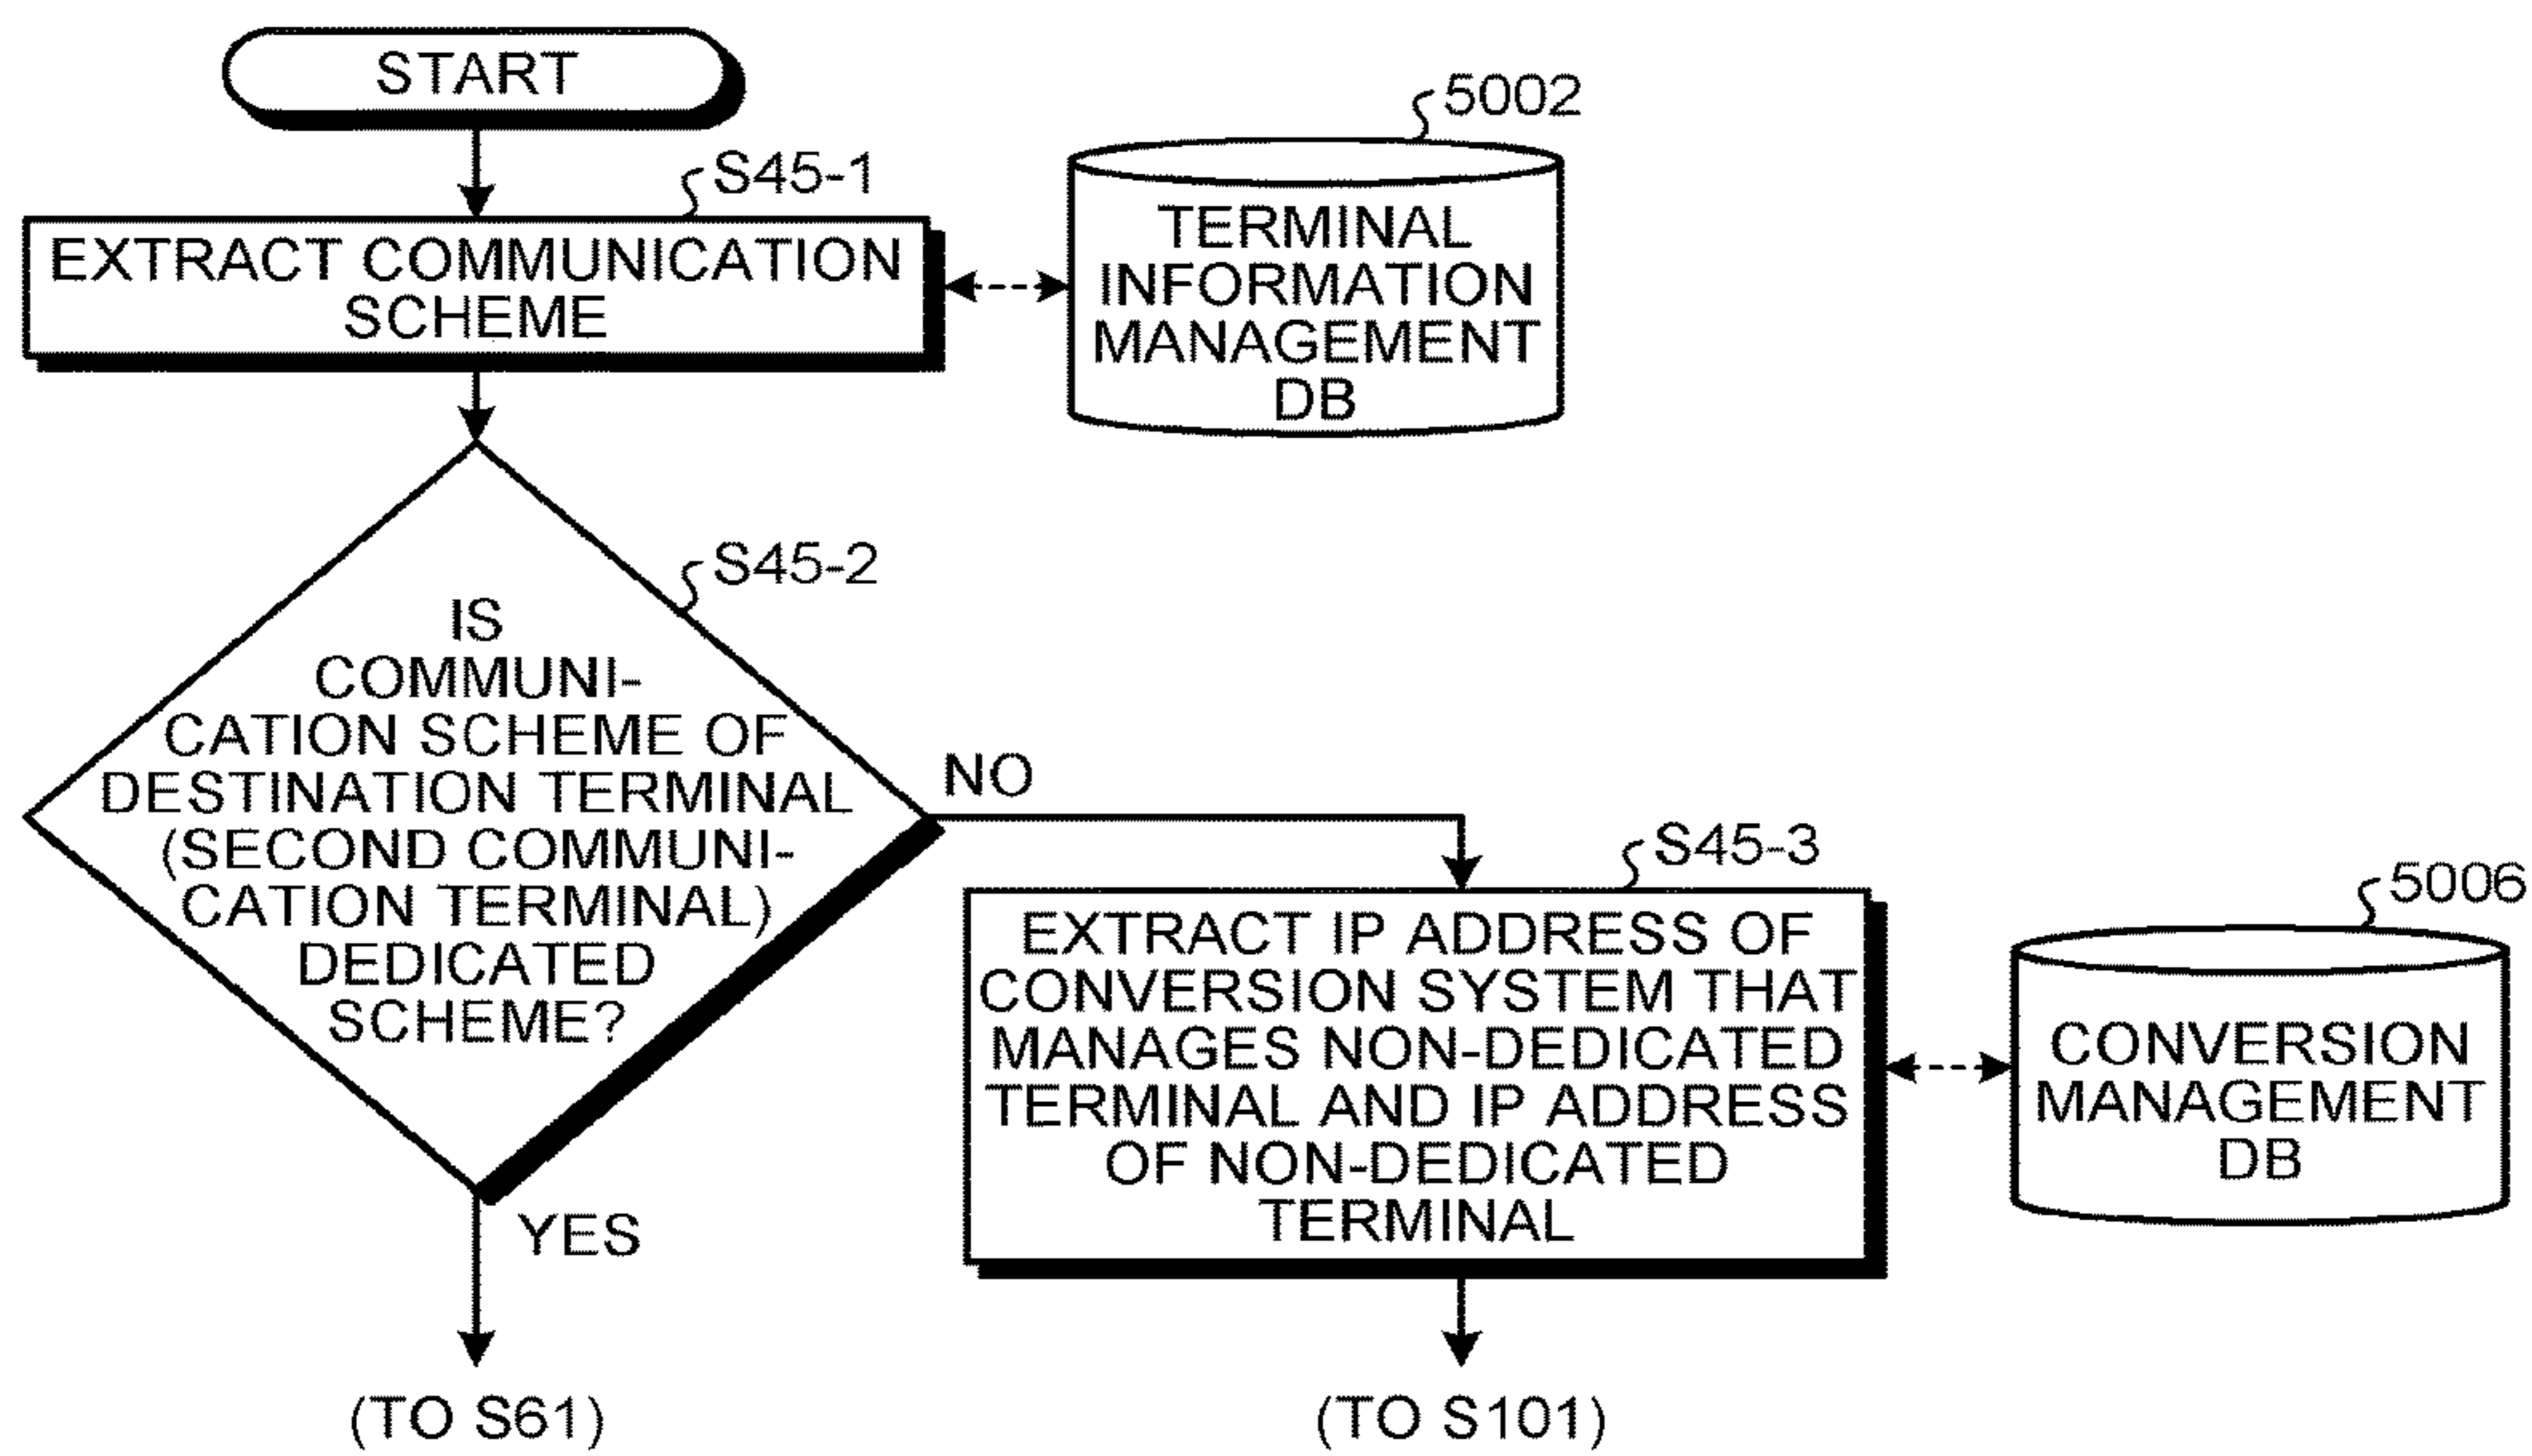 START
5002
S45-1
EXTRACT COMMUNICATION
SCHEME
TERMINAL
INFORMATION
MANAGEMENT
DB
S45-2
IS
COMMUNI-
CATION SCHEME OF
DESTINATION TERMINAL
(SECOND COMMUNI-
CATION TERMINAL)
DEDICATED
SCHEME?
NO
YES
(TO S61)
S45-3
EXTRACT IP ADDRESS OF
CONVERSION SYSTEM THAT
MANAGES NON-DEDICATED
TERMINAL AND IP ADDRESS
OF NON-DEDICATED
TERMINAL
5006
CONVERSION
MANAGEMENT
DB
(TO S101)